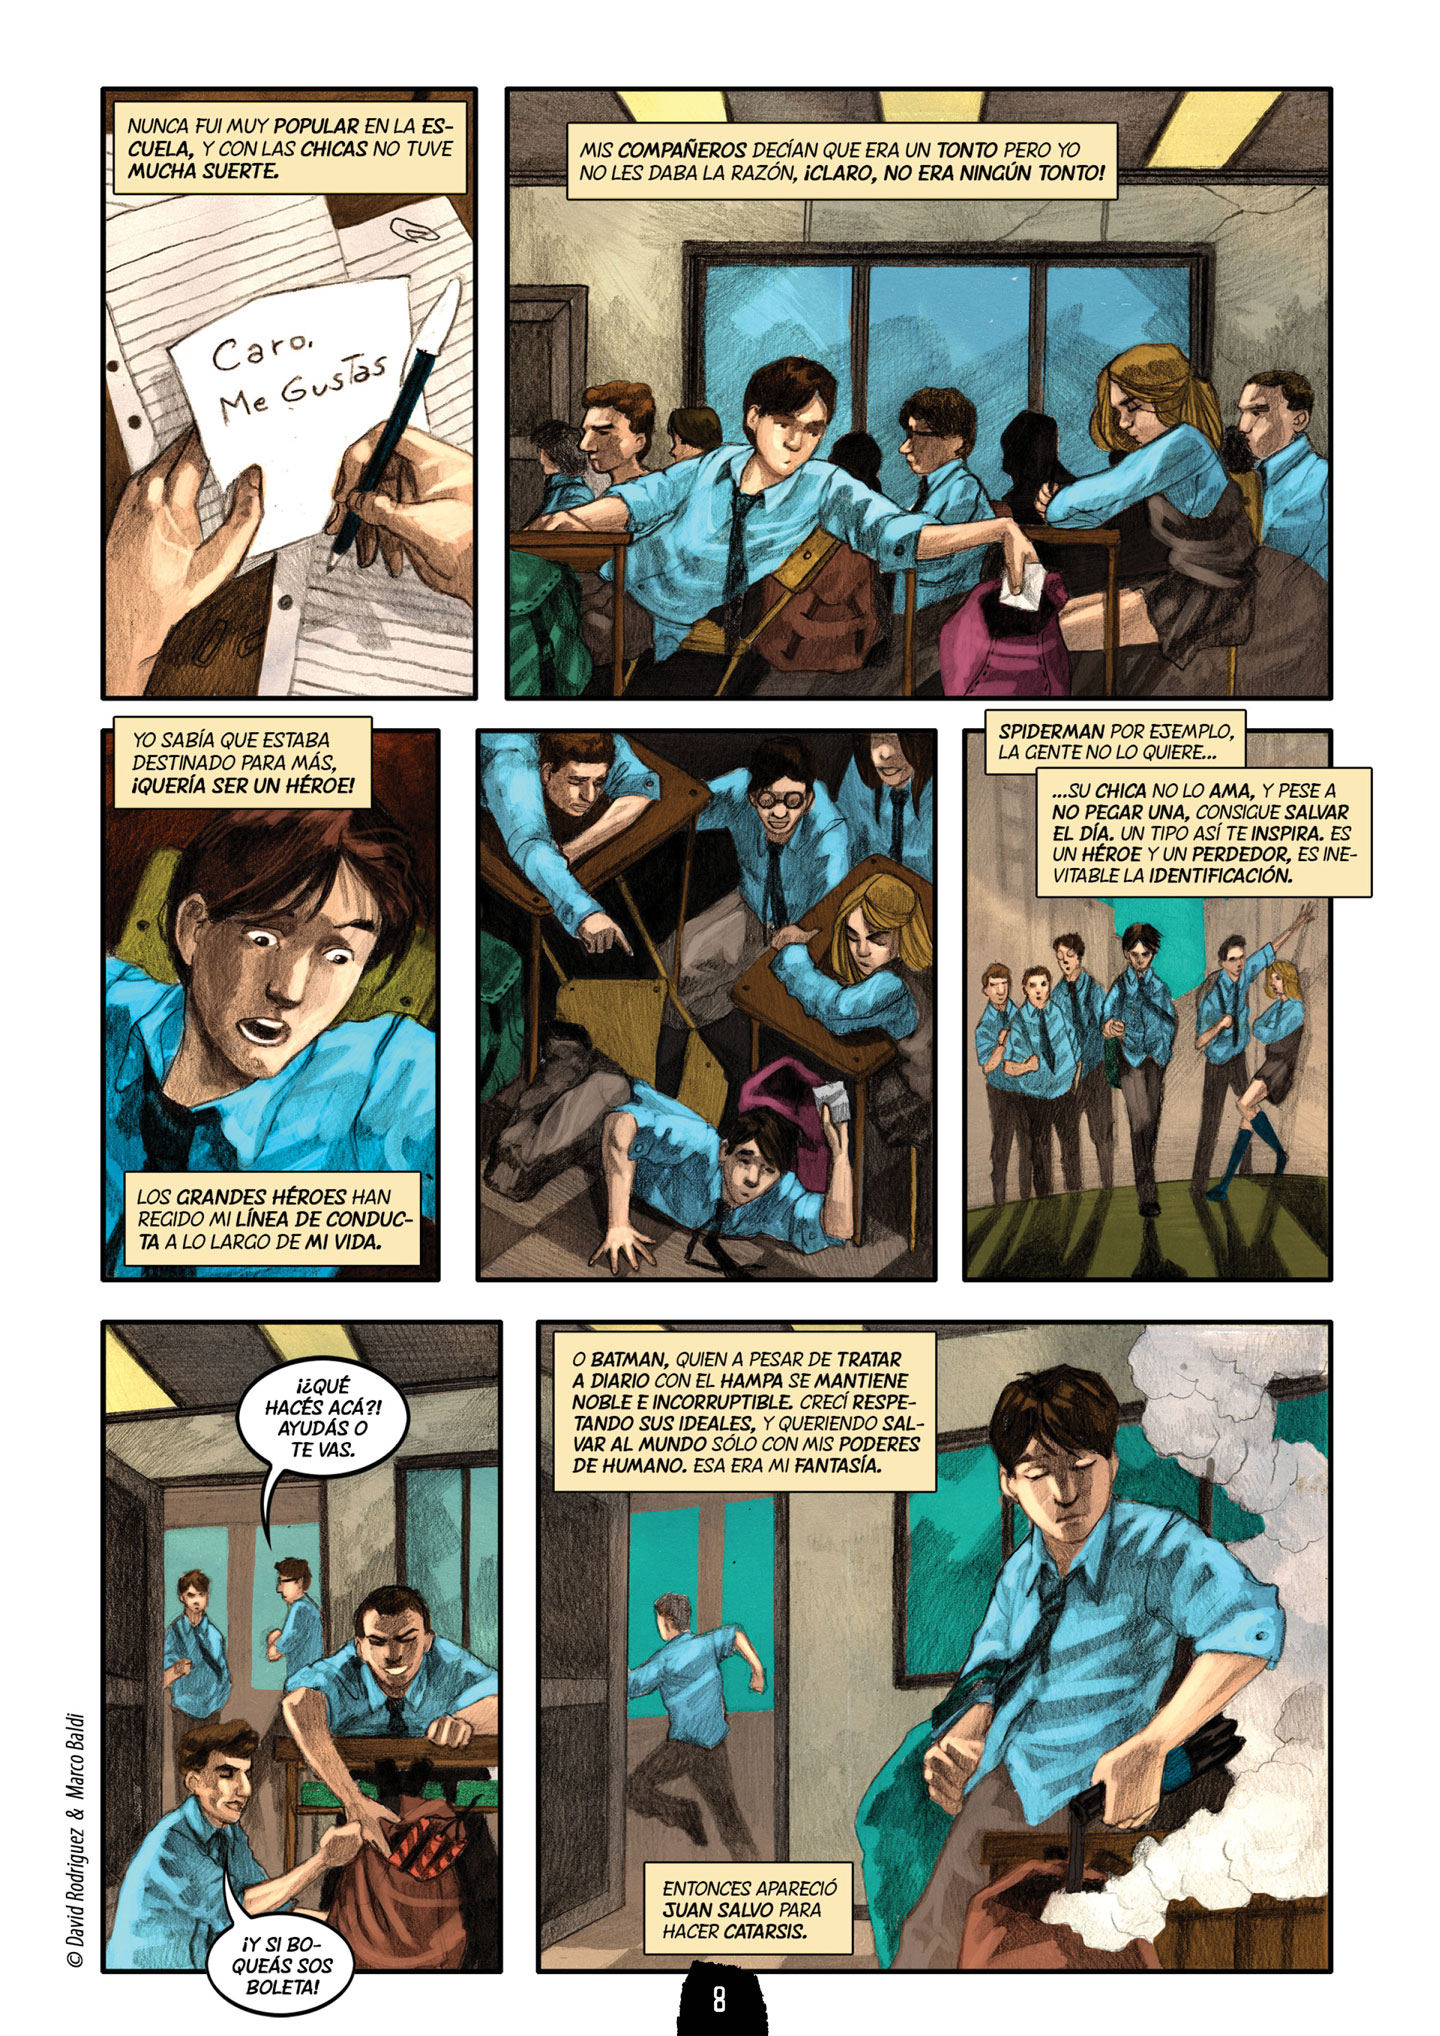 NUNCA FUI MUY POPULAR EN LA ES-
CUELA, Y CON LAS CHICAS NO TUVE
MUCHA SUERTE.
Caro,
Me Gustas
MIS COMPAÑEROS DECÍAN QUE ERA UN TONTO PERO YO
NO LES DABA LA RAZÓN, ¡CLARO, NO ERA NINGÚN TONTO!
YO SABÍA QUE ESTABA
DESTINADO PARA MÁS,
¡QUERÍA SER UN HÉROE!
LOS GRANDES HÉROES HAN
REGIDO MI LÍNEA DE CONDUC-
TA A LO LARGO DE MI VIDA.
SPIDERMAN POR EJEMPLO,
LA GENTE NO LO QUIERE...
...SU CHICA NO LO AMA, Y PESE A
NO PEGAR UNA, CONSIGUE SALVAR
EL DÍA. UN TIPO ASÍ TE INSPIRA. ES
UN HÉROE Y UN PERDEDOR, ES INE-
VITABLE LA IDENTIFICACIÓN.
¡¿QUÉ
HACÉS ACÁ?!
AYUDÁS O
TE VAS.
¡Y SI BO-
QUEÁS SOS
BOLETA!
O BATMAN, QUIEN A PESAR DE TRATAR
A DIARIO CON EL HAMPA SE MANTIENE
NOBLE E INCORRUPTIBLE. CRECÍ RESPE-
TANDO SUS IDEALES, Y QUERIENDO SAL-
VAR AL MUNDO SÓLO CON MIS PODERES
DE HUMANO. ESA ERA MI FANTASÍA.
ENTONCES APARECIÓ
JUAN SALVO PARA
HACER CATARSIS.
© David Rodriguez & Marco Baldi
8